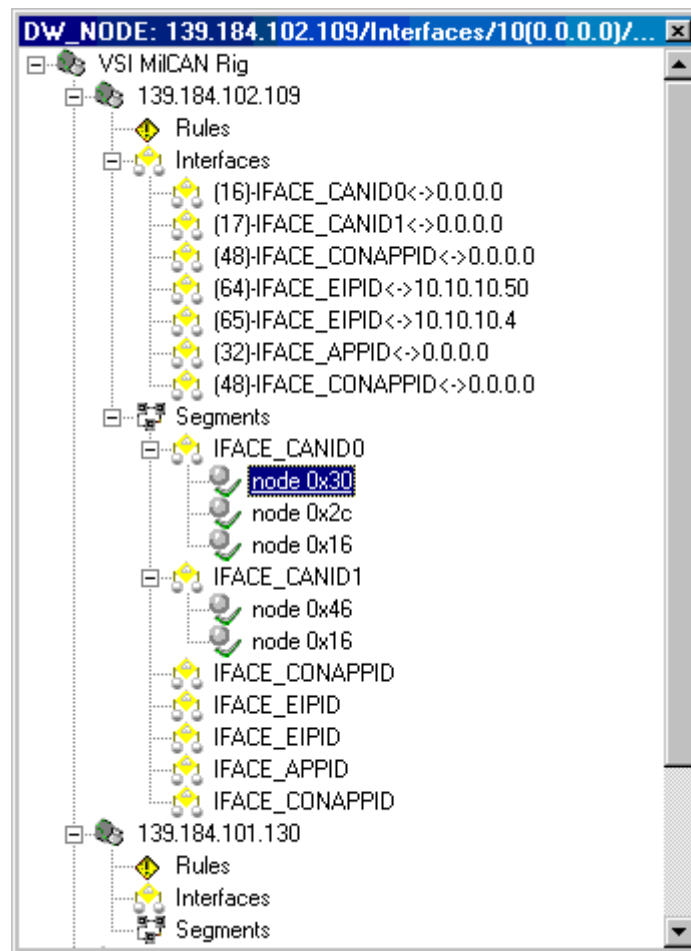 DW_NODE: 139.184.102.109/Interfaces/10(0.0.0.0)/...
VSI MilCAN Rig
139.184.102.109
Rules
Interfaces
(16)-IFACE_CANID0<->0.0.0.0
(17)-IFACE_CANID1<->0.0.0.0
(48)-IFACE_CONAPPID<->0.0.0.0
(64)-IFACE_EIPID<->10.10.10.50
(65)-IFACE_EIPID<->10.10.10.4
(32)-IFACE_APPID<->0.0.0.0
(48)-IFACE_CONAPPID<->0.0.0.0
Segments
IFACE_CANID0
node 0x30
node 0x2c
node 0x16
IFACE_CANID1
node 0x46
node 0x16
IFACE_CONAPPID
IFACE_EIPID
IFACE_EIPID
IFACE_APPID
IFACE_CONAPPID
139.184.101.130
Rules
Interfaces
Segments